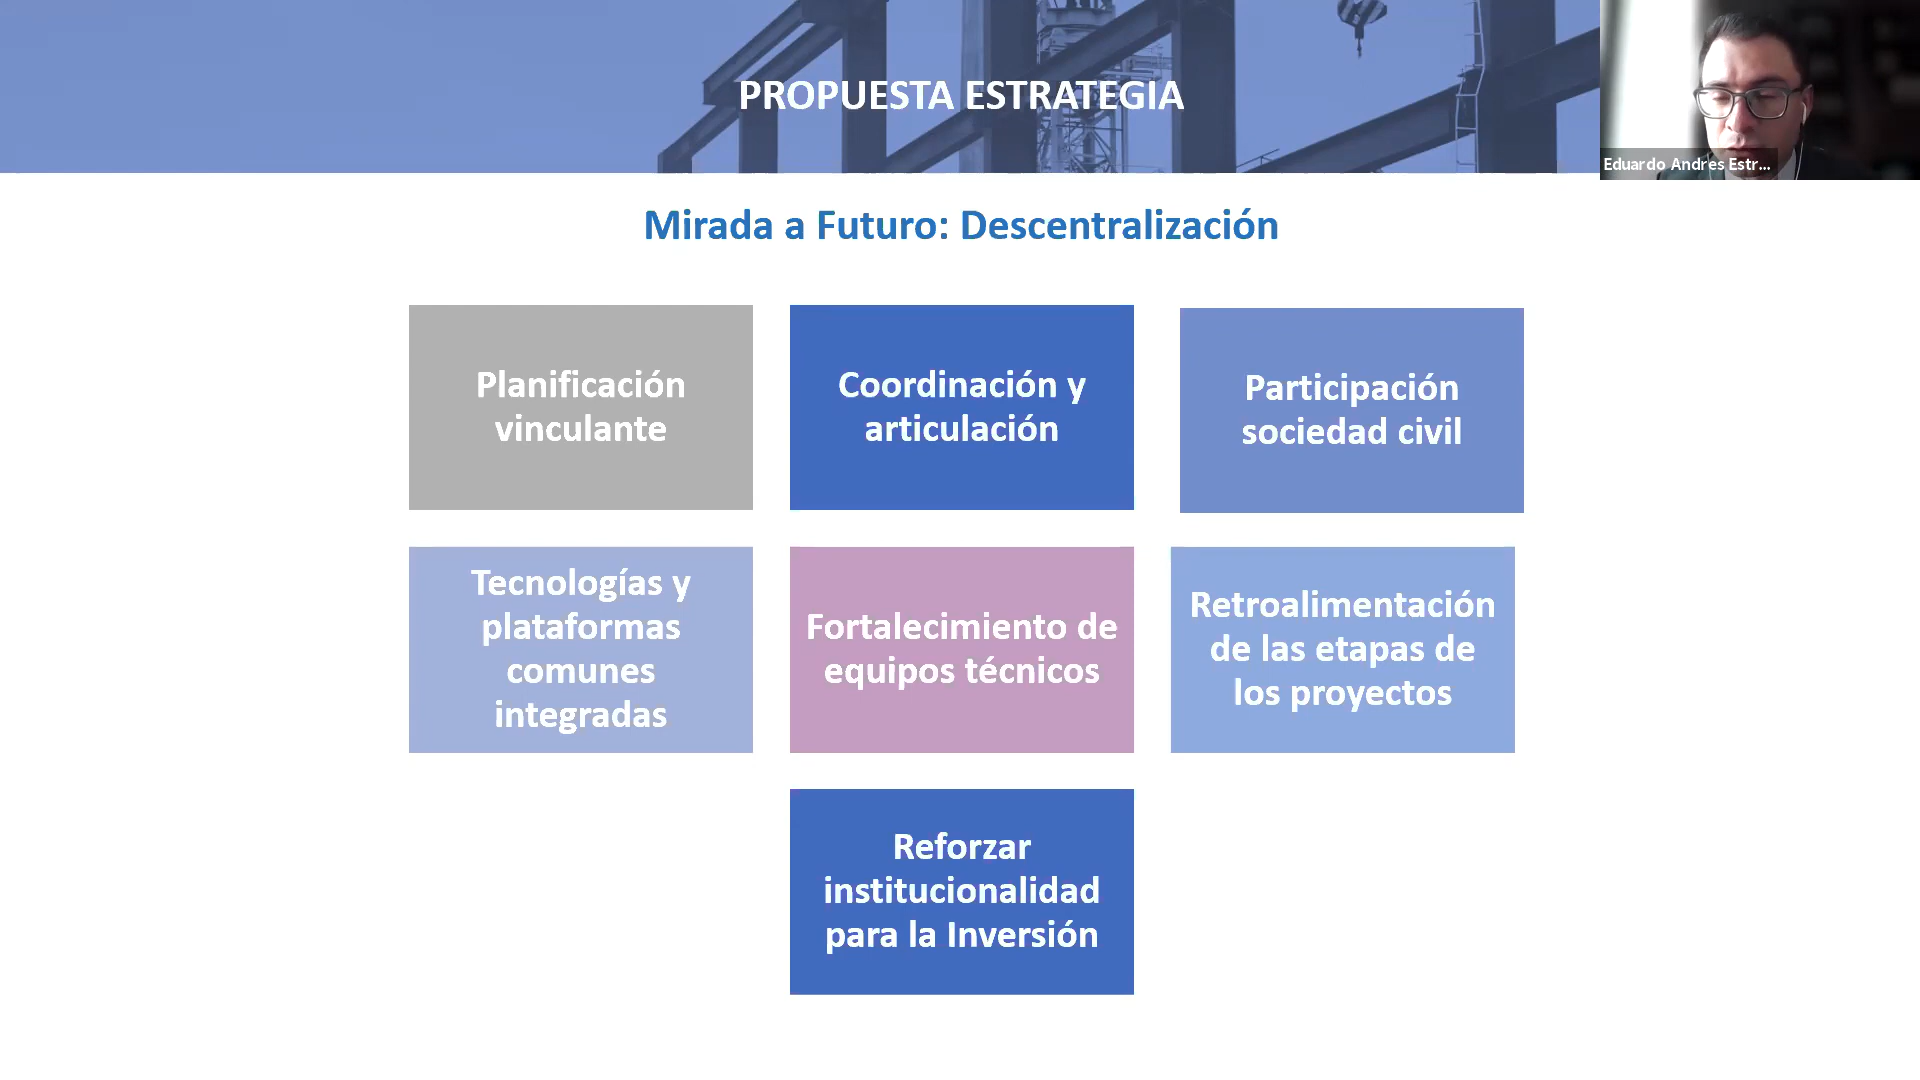 PROPUESTA ESTRATEGIA
Eduardo Andres Estr...
Mirada a Futuro: Descentralización
Planificación
vinculante
Coordinación y
articulación
Participación
sociedad civil
Tecnologías y
plataformas
comunes
integradas
Fortalecimiento de
equipos técnicos
Retroalimentación
de las etapas de
los proyectos
Reforzar
institucionalidad
para la Inversión